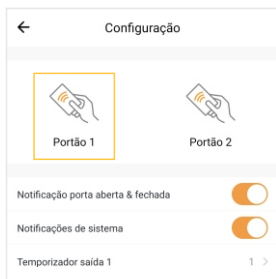 Configuração
Portão 1 Portão 2
Notificação porta aberta & fechada
Notificações de sistema
Temporizador saída 1 1